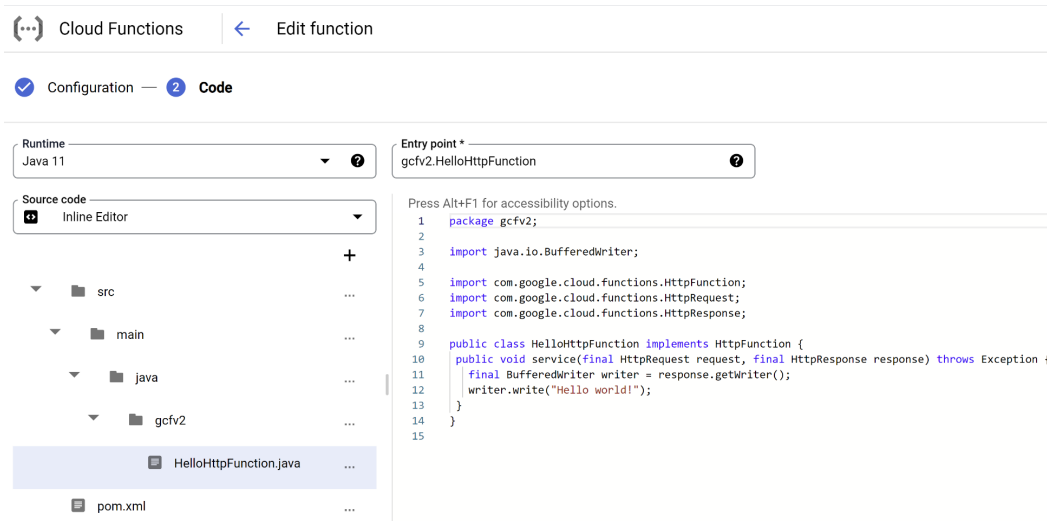 Cloud Functions
Edit function
Configuration
2
Code
Runtime
Java 11
Entry point *
gcfv2.HelloHttpFunction
Source code
Inline Editor
src
main
java
gcfv2
HelloHttpFunction.java
pom.xml
Press Alt+F1 for accessibility options.
1 package gcfv2;
2
3 import java.io.BufferedWriter;
4
5 import com.google.cloud.functions.HttpFunction;
6 import com.google.cloud.functions.HttpRequest;
7 import com.google.cloud.functions.HttpResponse;
8
9 public class HelloHttpFunction implements HttpFunction {
10 public void service(final HttpRequest request, final HttpResponse response) throws Exception {
11 final BufferedWriter writer = response.getWriter();
12 writer.write("Hello world!");
13 }
14 }
15